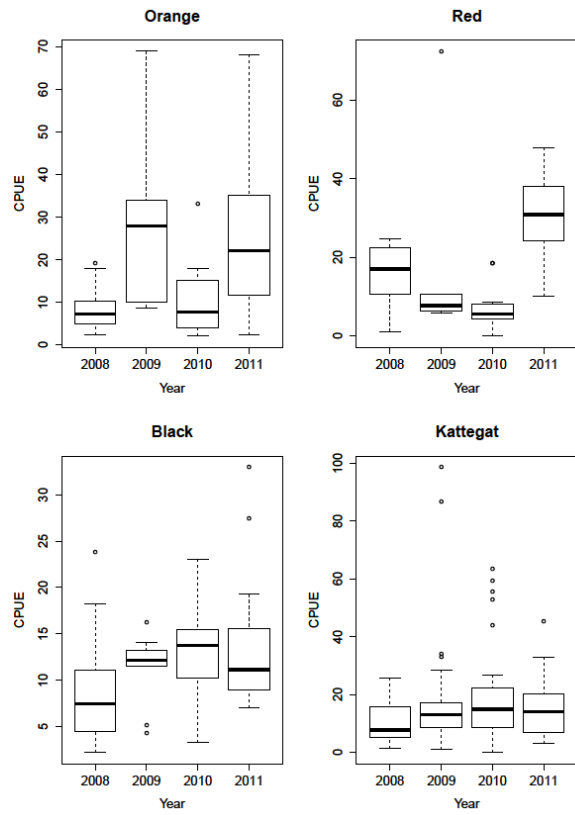 Orange
CPUE
0 10 20 30 40 50 60 70
2008 2009 2010 2011
Year
Red
CPUE
0 20 40 60
2008 2009 2010 2011
Year
Black
CPUE
5 10 15 20 25 30
2008 2009 2010 2011
Year
Kattegat
CPUE
0 20 40 60 80 100
2008 2009 2010 2011
Year